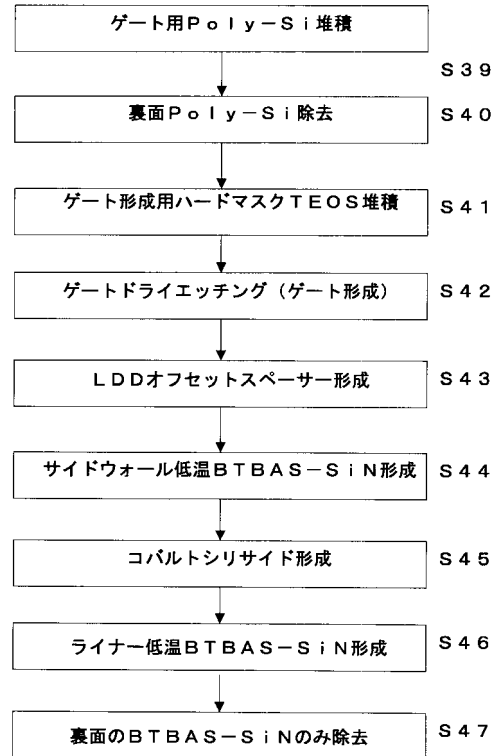 ゲート用Ｐｏｌｙ－Ｓｉ堆積
Ｓ３９
裏面Ｐｏｌｙ－Ｓｉ除去
Ｓ４０
ゲート形成用ハードマスクＴＥＯＳ堆積
Ｓ４１
ゲートドライエッチング（ゲート形成）
Ｓ４２
ＬＤＤオフセットスペーサー形成
Ｓ４３
サイドウォール低温ＢＴＢＡＳ－ＳｉＮ形成
Ｓ４４
コバルトシリサイド形成
Ｓ４５
ライナー低温ＢＴＢＡＳ－ＳｉＮ形成
Ｓ４６
裏面のＢＴＢＡＳ－ＳｉＮのみ除去
Ｓ４７